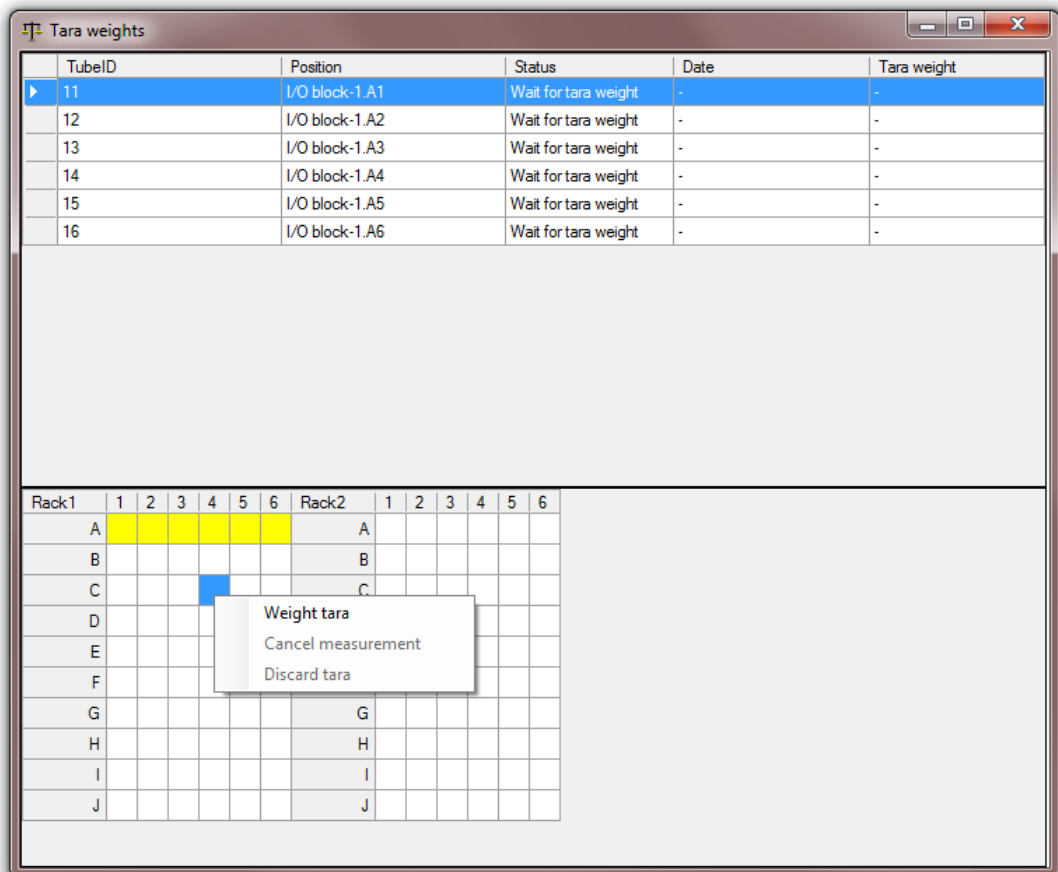 Tara weights
TubeID Position Status Date Tara weight
11 I/O block-1.A1 Wait for tara weight - -
12 I/O block-1.A2 Wait for tara weight - -
13 I/O block-1.A3 Wait for tara weight - -
14 I/O block-1.A4 Wait for tara weight - -
15 I/O block-1.A5 Wait for tara weight - -
16 I/O block-1.A6 Wait for tara weight - -
Rack1 1 2 3 4 5 6 Rack2 1 2 3 4 5 6
A A
B B
C C
Weight tara
D
Cancel measurement
E
Discard tara
F
G G
H H
I I
J J